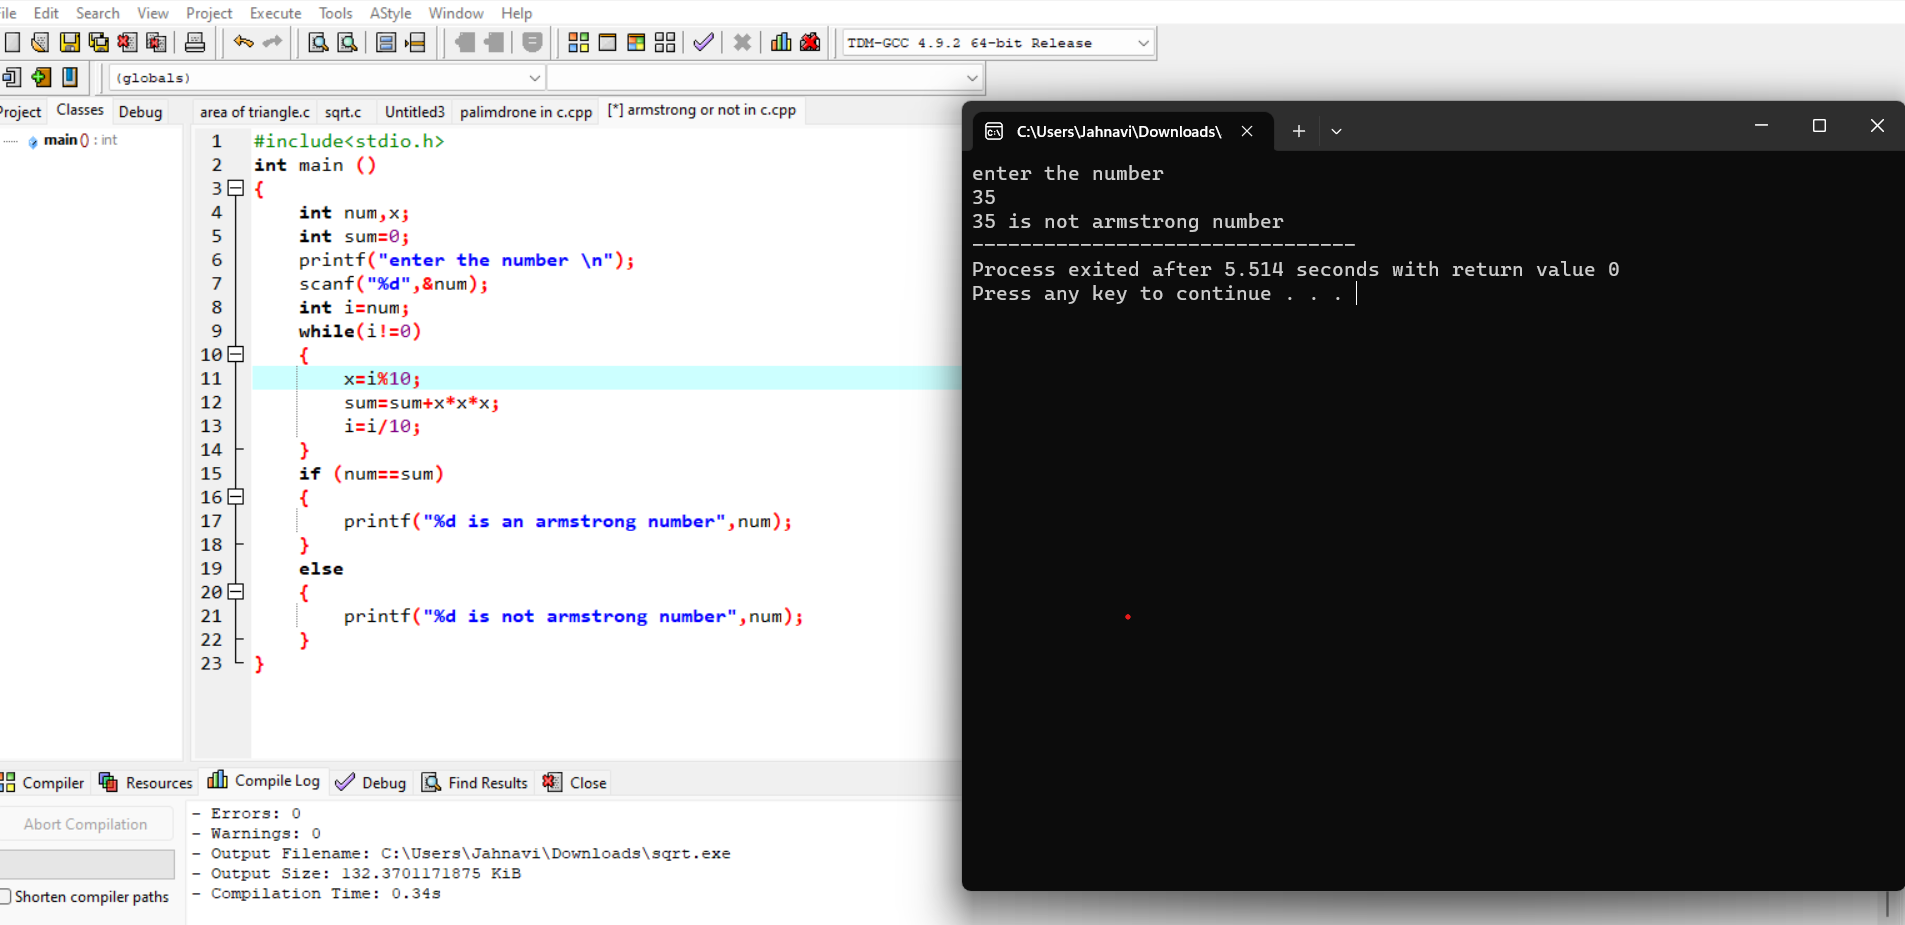 ile Edit Search View Project Execute Tools AStyle Window Help
TDM-GCC 4.9.2 64-bit Release
(globals)
Project Classes Debug
area of triangle.c sqrt.c Untitled3 palimdrone in c.cpp [*] armstrong or not in c.cpp
main() : int
1 #include<stdio.h>
2 int main ()
3 {
4 int num,x;
5 int sum=0;
6 printf("enter the number \n");
7 scanf("%d",&num);
8 int i=num;
9 while(i!=0)
10 {
11 x=i%10;
12 sum=sum+x*x*x;
13 i=i/10;
14 }
15 if (num==sum)
16 {
17 printf("%d is an armstrong number",num);
18 }
19 else
20 {
21 printf("%d is not armstrong number",num);
22 }
23 }
C:\Users\Jahnavi\Downloads\
enter the number
35
35 is not armstrong number
--------------------------------
Process exited after 5.514 seconds with return value 0
Press any key to continue . . .
Compiler Resources Compile Log Debug Find Results Close
Abort Compilation
Shorten compiler paths
- Errors: 0
- Warnings: 0
- Output Filename: C:\Users\Jahnavi\Downloads\sqrt.exe
- Output Size: 132.3701171875 KiB
- Compilation Time: 0.34s